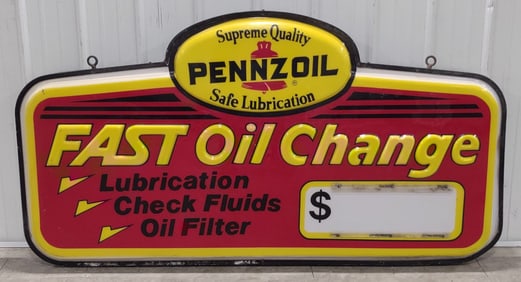 Supreme Quality
PENNZOIL
Safe Lubrication
FAST Oil Change
Lubrication
Check Fluids
Oil Filter
$